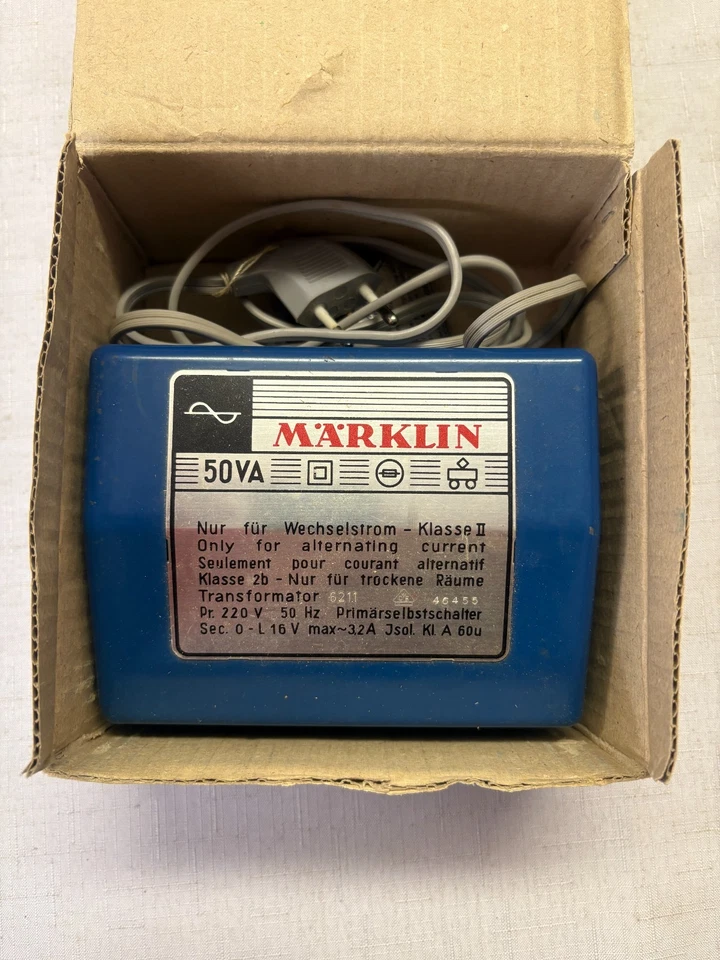 MÄRKLIN
50VA
Nur für Wechselstrom – Klasse II
Only for alternating current
Seulement pour courant alternatif
Klasse 2b – Nur für trockene Räume
Transformator 6211 46455
Pr. 220 V 50 Hz Primärselbstschalter
Sec. 0 - L 16 V max~3,2A Jsol. Kl. A 60u